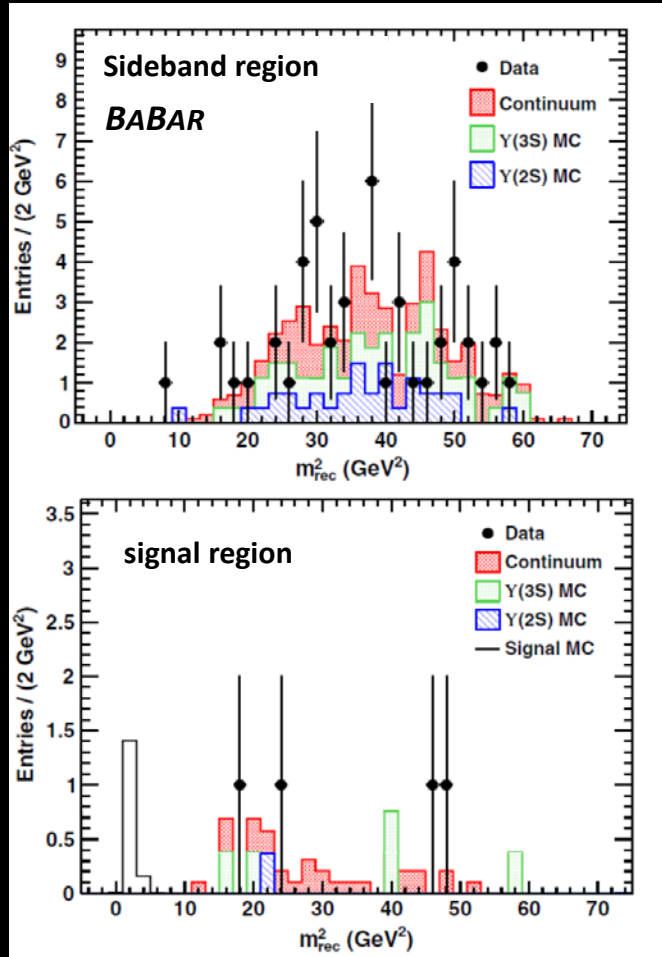 Sideband region
BABAR
Data
Continuum
ϒ(3S) MC
ϒ(2S) MC
Entries / (2 GeV²)
9
8
7
6
5
4
3
2
1
0
0 10 20 30 40 50 60 70
m²rec (GeV²)
signal region
Data
Continuum
ϒ(3S) MC
ϒ(2S) MC
Signal MC
Entries / (2 GeV²)
3.5
3
2.5
2
1.5
1
0.5
0
0 10 20 30 40 50 60 70
m²rec (GeV²)